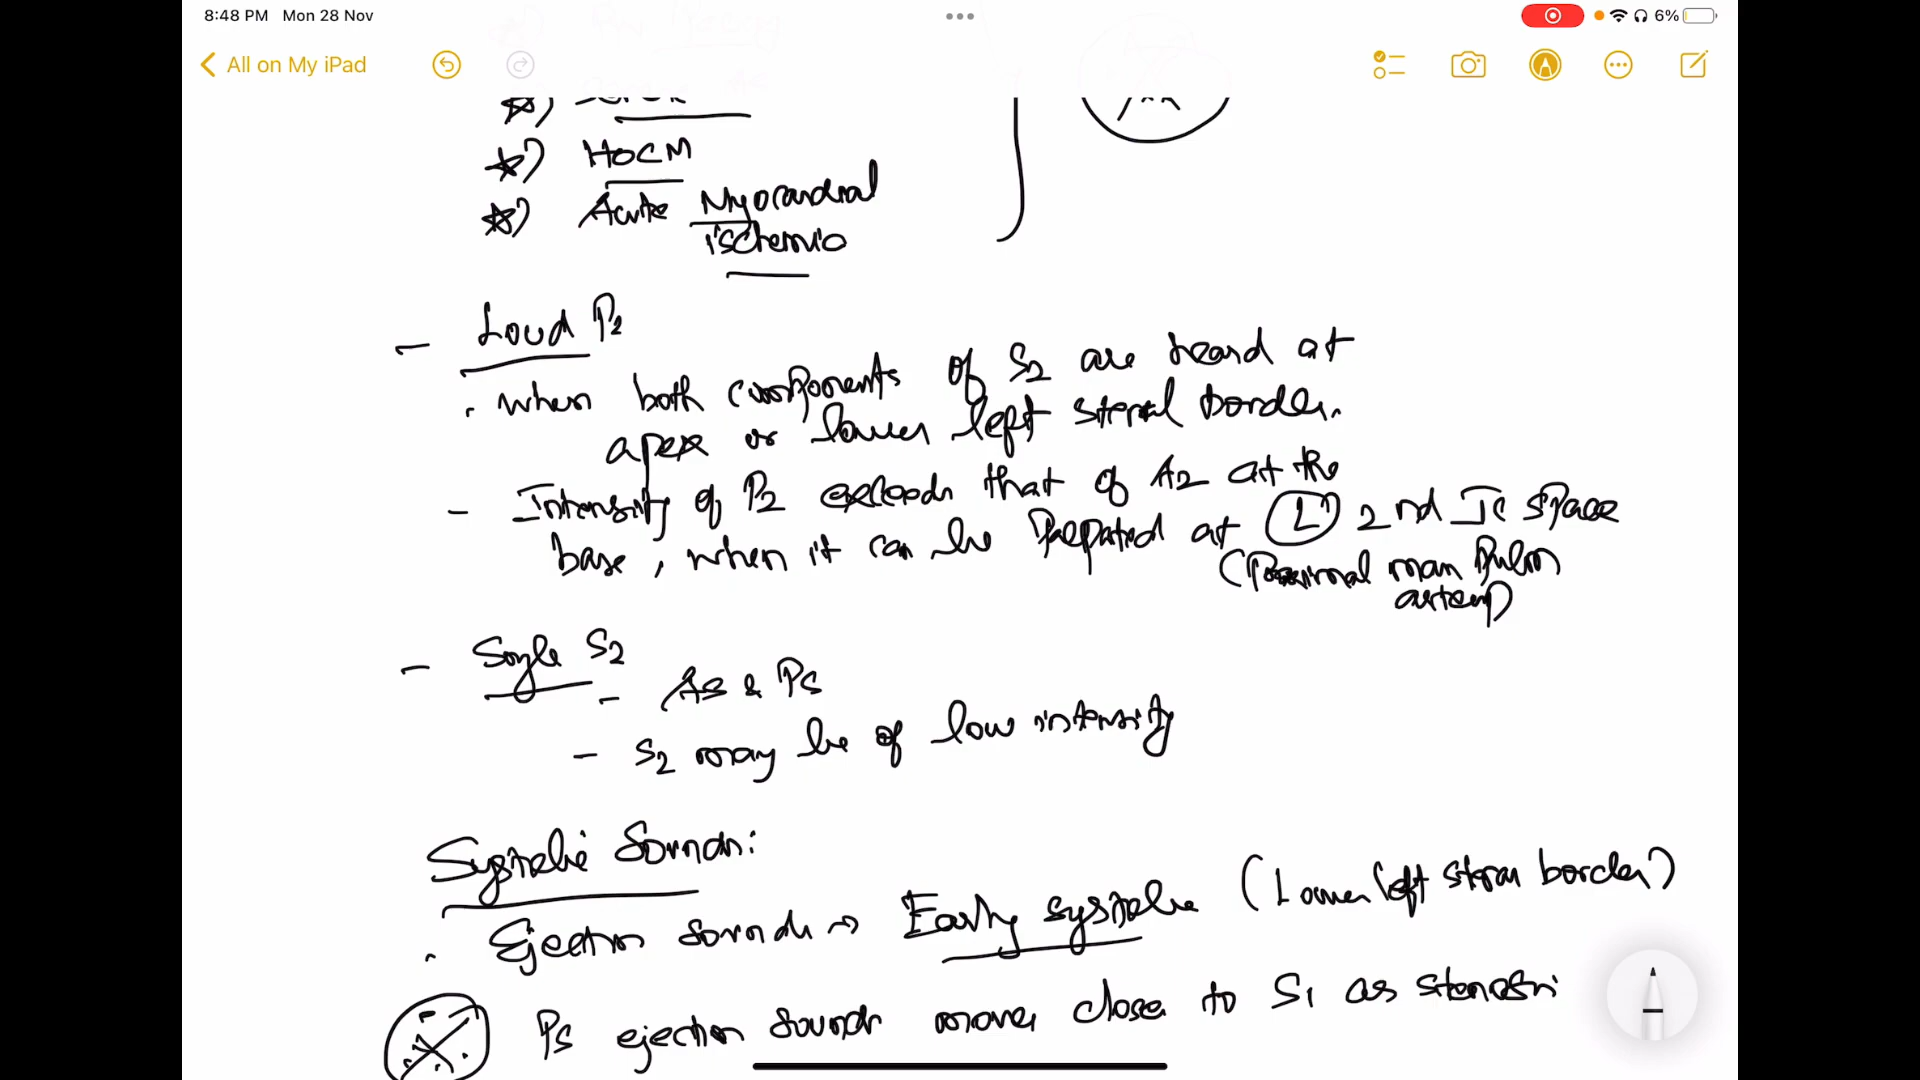 8:48 PM Mon 28 Nov
6%
All on My iPad
HOCM
Acute Myocardial
ischemia
- Loud P2
. when both components of S2 are heard at
apex or lower left sternal border.
- Intensity of P2 exceeds that of A2 at the
base, when it can be Palpated at (L) 2nd Ic space
(Proximal main Pulm
artery)
- Single S2
- AS & PS
- S2 may be of low intensity
Systolic Sounds:
. Ejection sounds → Early systolic (Lower left sternal border)
PS ejection sounds moves close to S1 as stenosis